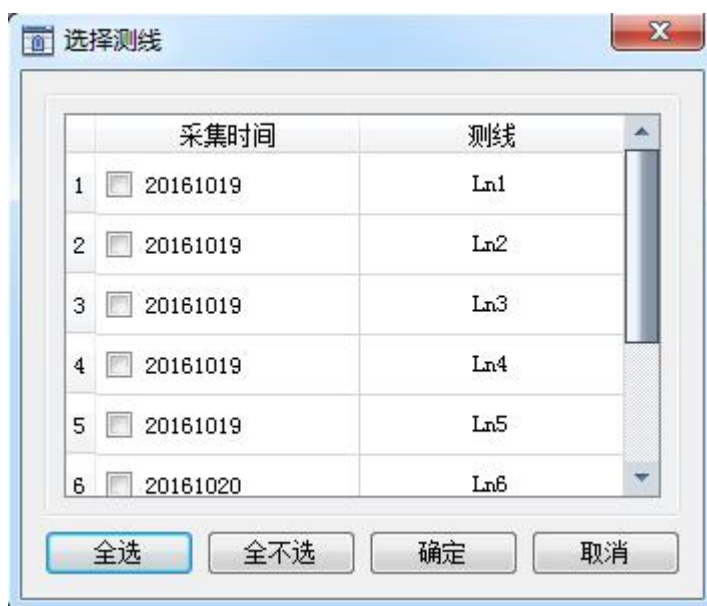 选择测线
采集时间 测线
1 20161019 Ln1
2 20161019 Ln2
3 20161019 Ln3
4 20161019 Ln4
5 20161019 Ln5
6 20161020 Ln6
全选 全不选 确定 取消